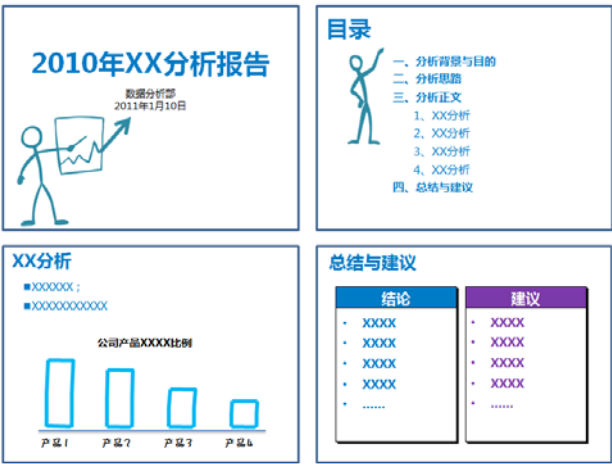 2010年XX分析报告
数据分析部
2011年1月10日
目录
一、分析背景与目的
二、分析思路
三、分析正文
1、XX分析
2、XX分析
3、XX分析
4、XX分析
四、总结与建议
XX分析
■XXXXXX；
■XXXXXXXXXXX
公司产品XXXX比例
产品1 产品2 产品3 产品4
总结与建议
结论
· XXXX
· XXXX
· XXXX
· XXXX
· ......
建议
· XXXX
· XXXX
· XXXX
· XXXX
· ......